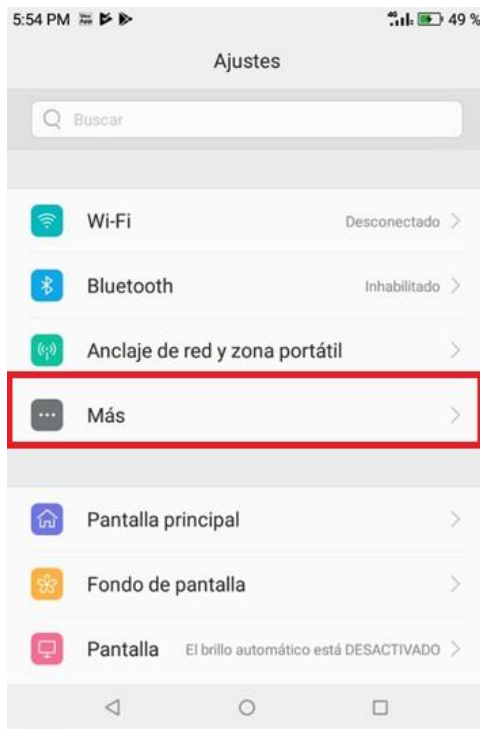 5:54 PM 49 %
Ajustes
Buscar
Wi-Fi Desconectado
Bluetooth Inhabilitado
Anclaje de red y zona portátil
Más
Pantalla principal
Fondo de pantalla
Pantalla El brillo automático está DESACTIVADO